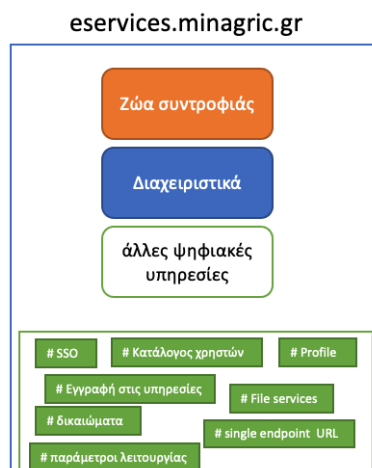 eservices.minagric.gr
Ζώα συντροφιάς
Διαχειριστικά
άλλες ψηφιακές
υπηρεσίες
# SSO
# Κατάλογος χρηστών
# Profile
# Εγγραφή στις υπηρεσίες
# File services
# δικαιώματα
# single endpoint URL
# παράμετροι λειτουργίας